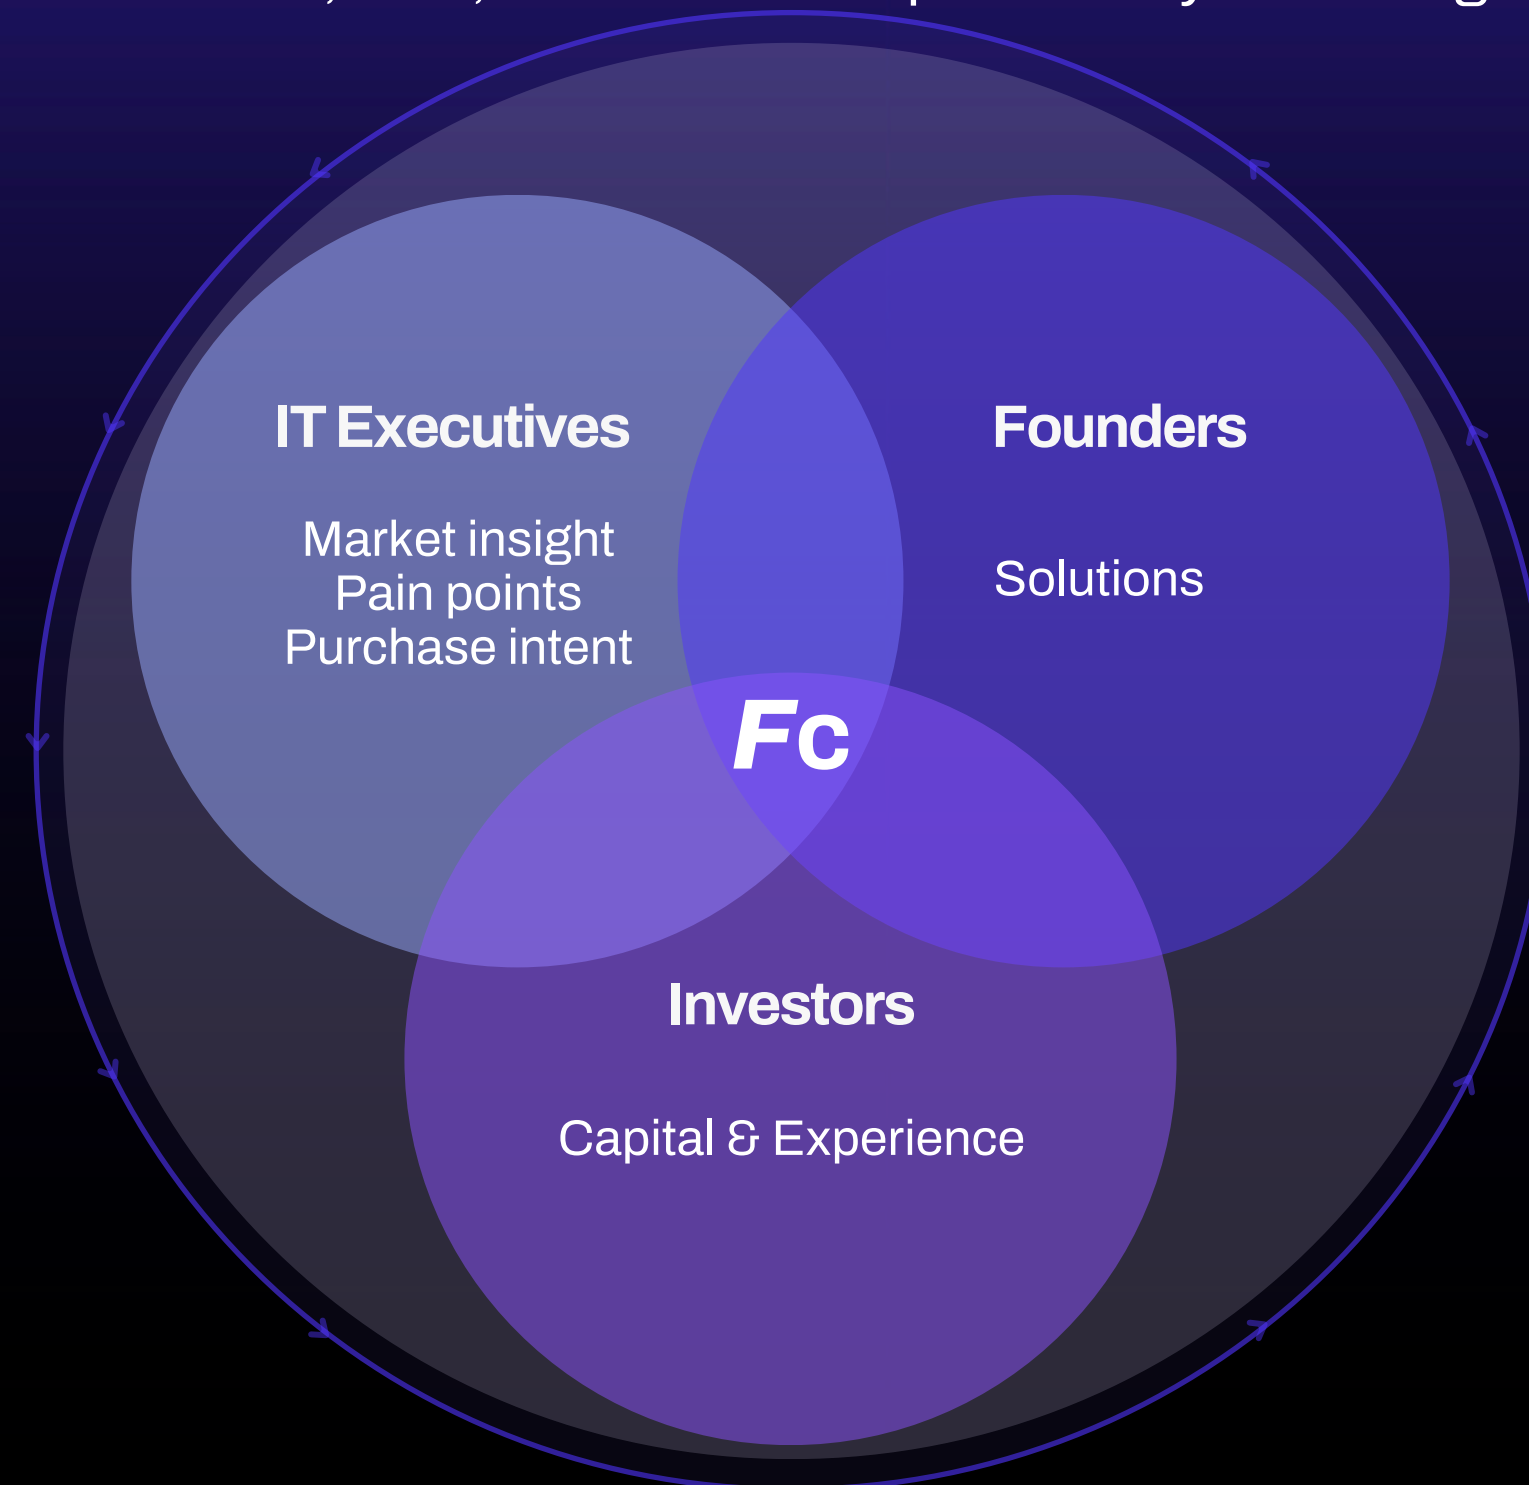 IT Executives
Market insight
Pain points
Purchase intent
Founders
Solutions
Fc
Investors
Capital & Experience